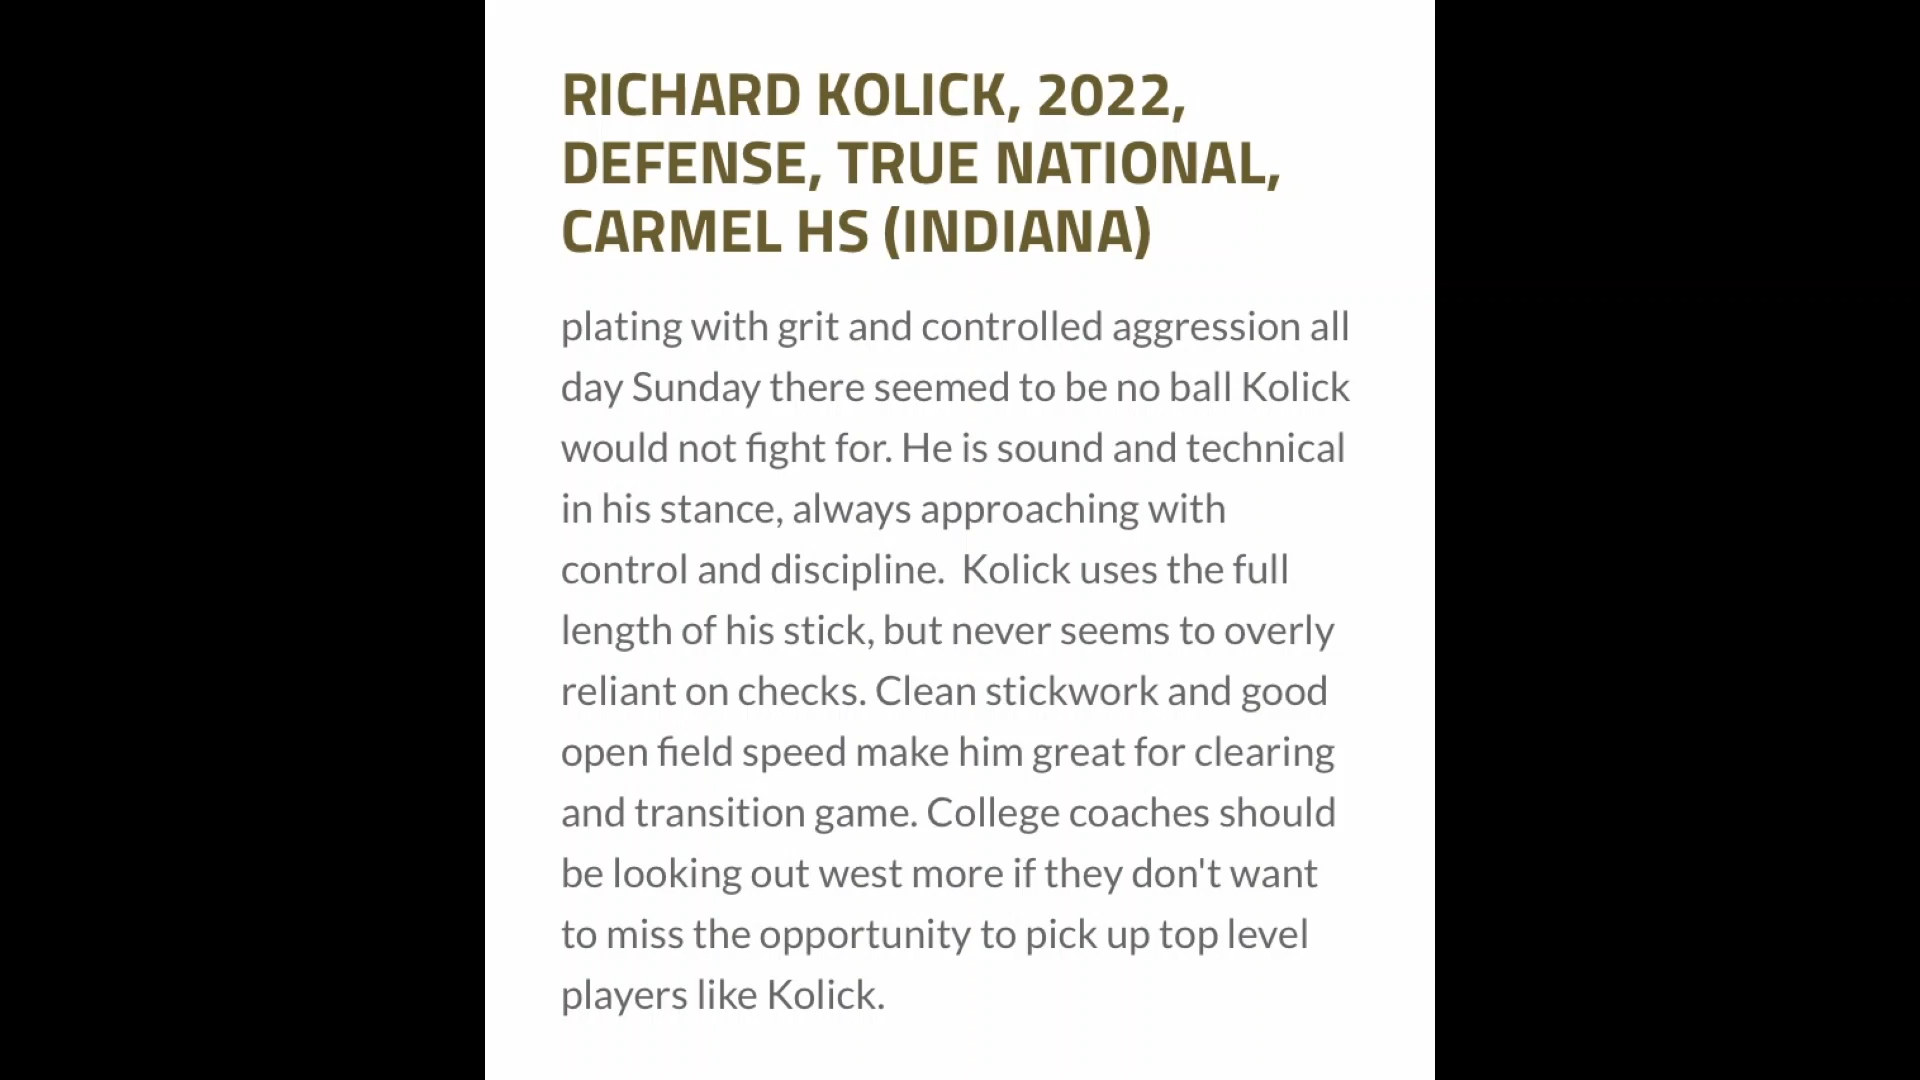 RICHARD KOLICK, 2022,
DEFENSE, TRUE NATIONAL,
CARMEL HS (INDIANA)
plating with grit and controlled aggression all
day Sunday there seemed to be no ball Kolick
would not fight for. He is sound and technical
in his stance, always approaching with
control and discipline.  Kolick uses the full
length of his stick, but never seems to overly
reliant on checks. Clean stickwork and good
open field speed make him great for clearing
and transition game. College coaches should
be looking out west more if they don't want
to miss the opportunity to pick up top level
players like Kolick.